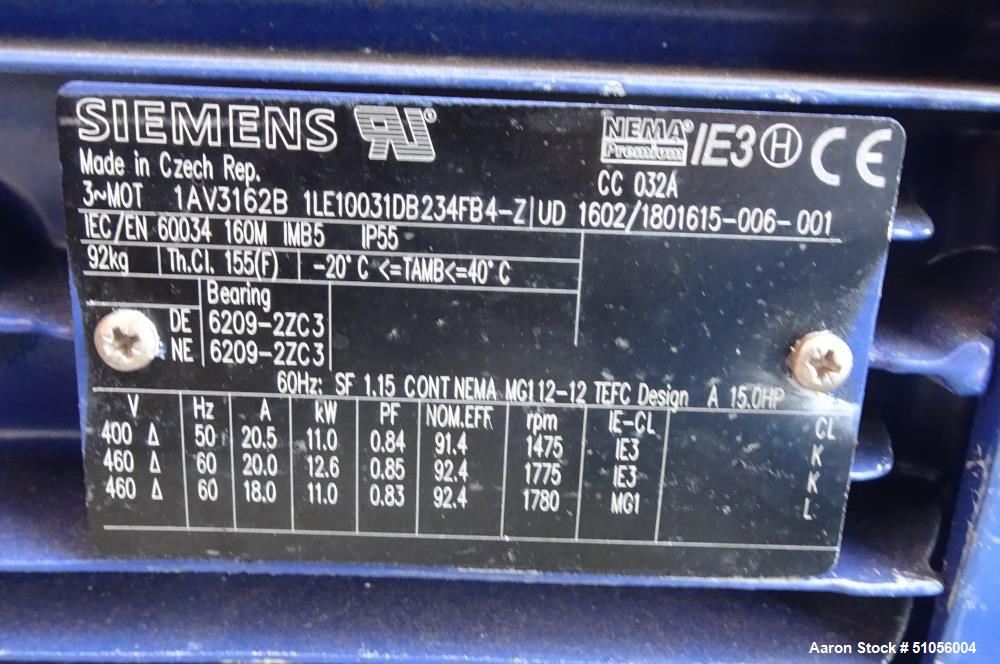 SIEMENS RU® NEMA® Premium IE3 H CE
Made in Czech Rep. CC 032A
3~MOT 1AV3162B 1LE10031DB234FB4-Z UD 1602/1801615-006-001
IEC/EN 60034 160M IMB5 IP55
92kg Th.Cl. 155(F) -20°C <=TAMB<=40°C
Bearing
DE 6209-2ZC3
NE 6209-2ZC3
60Hz: SF 1.15 CONT NEMA MG1 12-12 TEFC Design A 15.0HP
V Hz A kW PF NOM.EFF rpm IE-CL CL
400 Δ 50 20.5 11.0 0.84 91.4 1475 IE3 K
460 Δ 60 20.0 12.6 0.85 92.4 1775 IE3 K
460 Δ 60 18.0 11.0 0.83 92.4 1780 MG1 L
Aaron Stock # 51056004